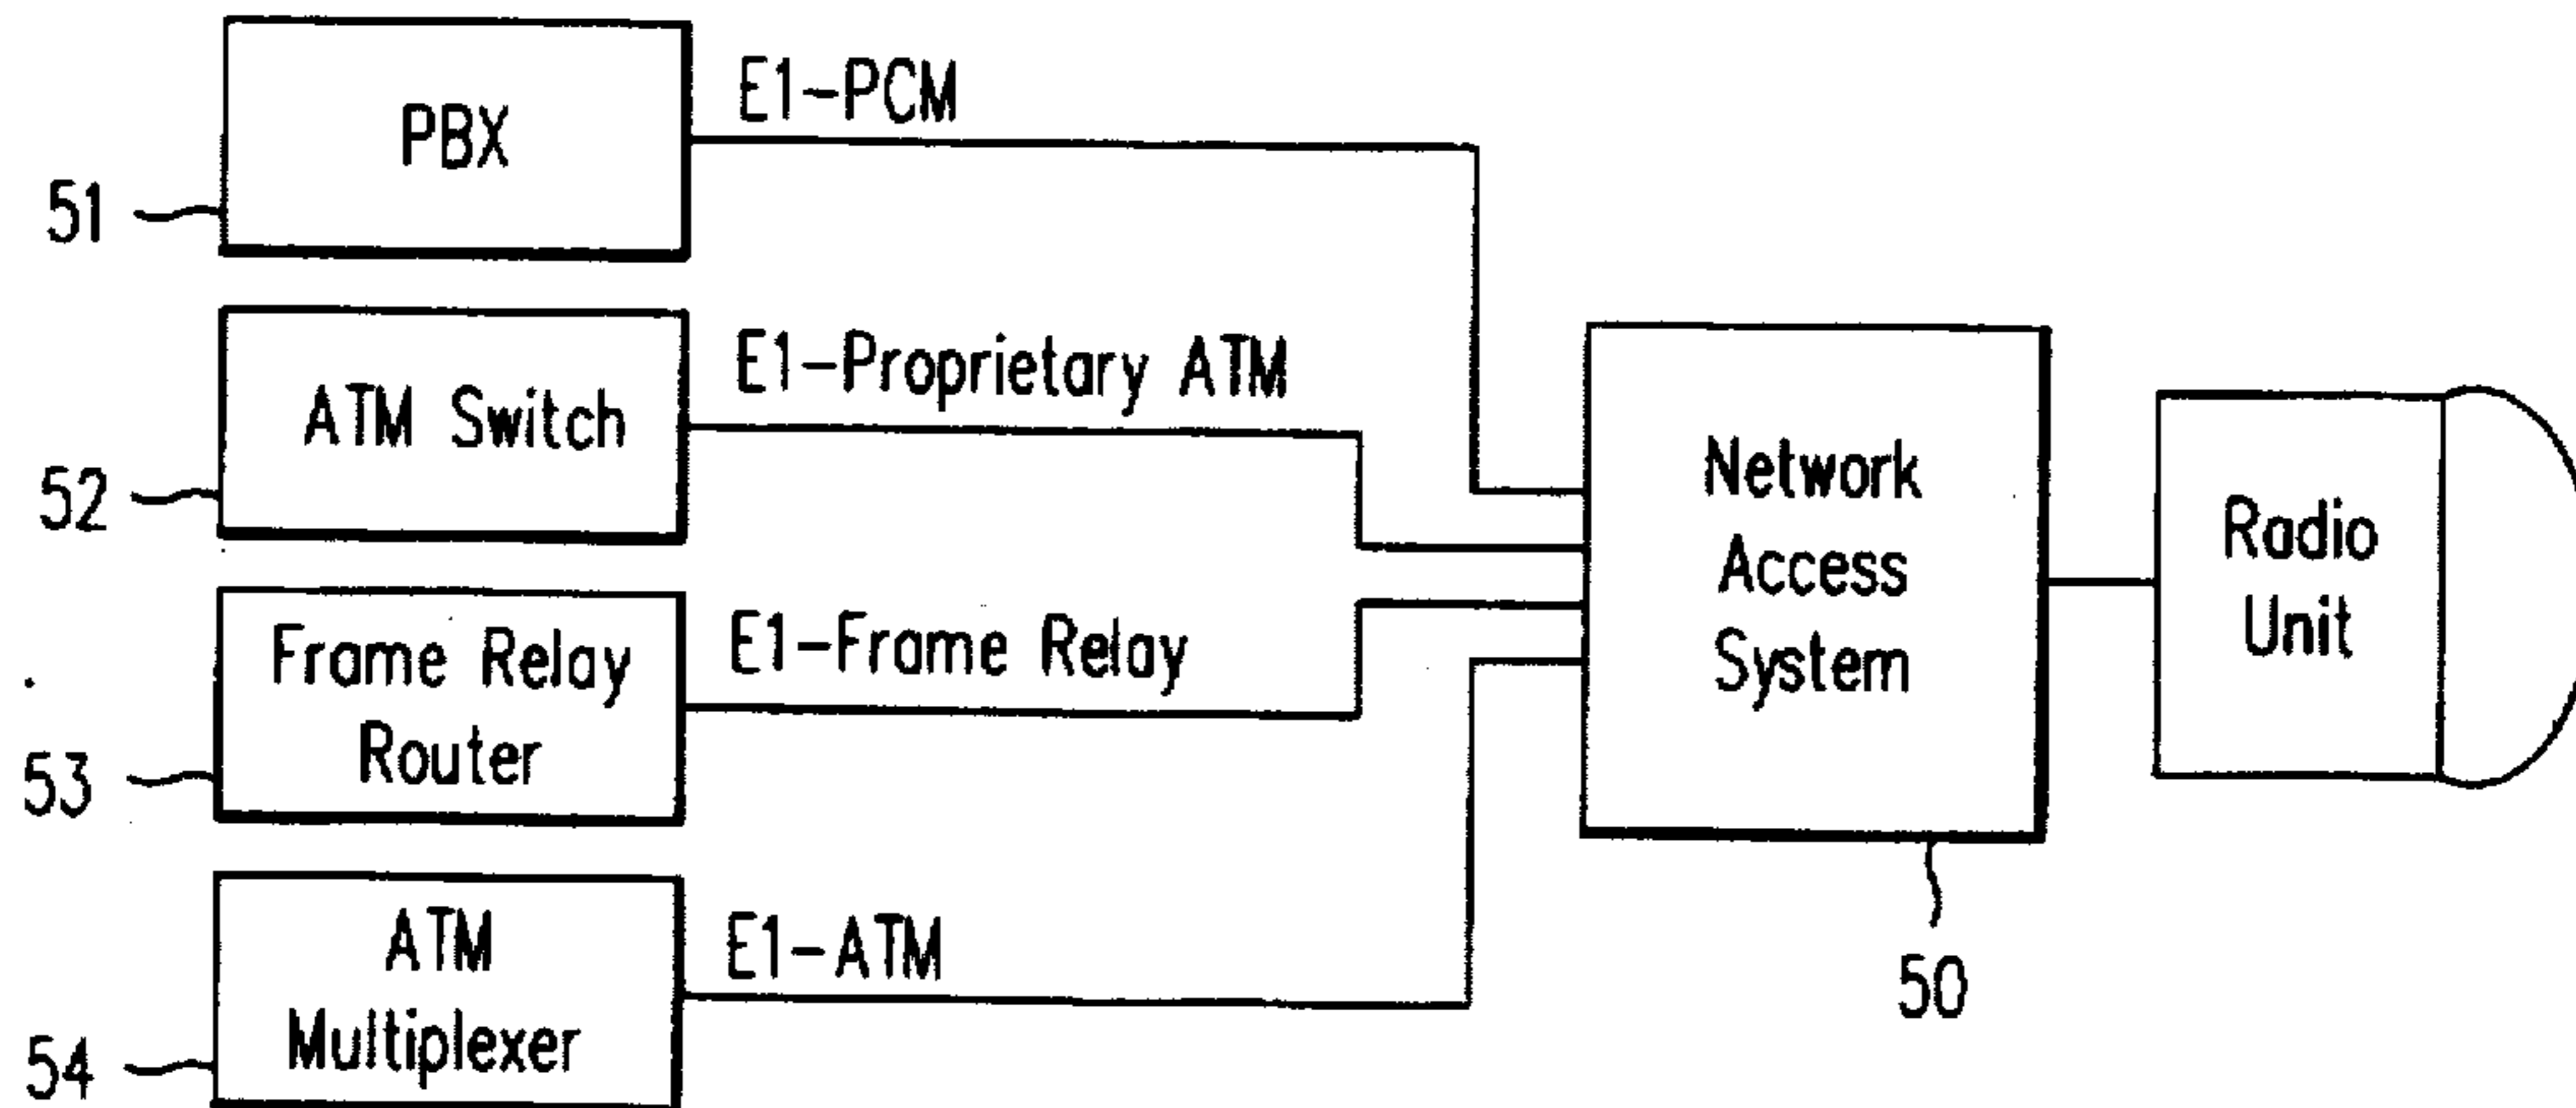 PBX
E1-PCM
51
ATM Switch
E1-Proprietary ATM
52
Frame Relay
Router
E1-Frame Relay
53
ATM
Multiplexer
E1-ATM
54
Network
Access
System
50
Radio
Unit